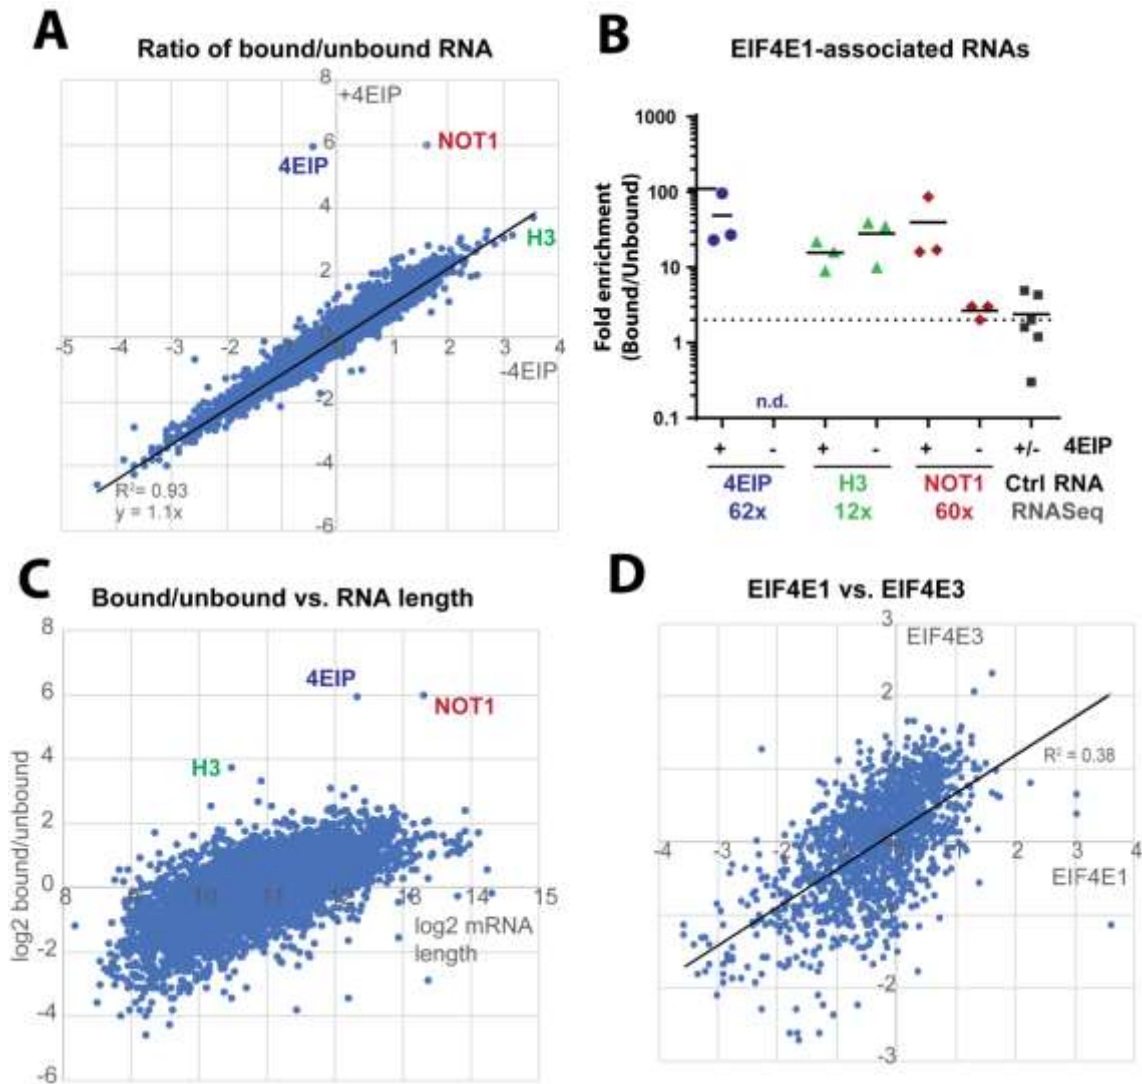 A
Ratio of bound/unbound RNA
8
+4EIP
6
NOT1
4EIP
4
H3
2
-5 -4 -3 -2 -1 1 2 3 4
-4EIP
-2
-4
R²= 0.93
y = 1.1x
-6
B
EIF4E1-associated RNAs
Fold enrichment
(Bound/Unbound)
1000
100
10
1
0.1
n.d.
+ - + - + - +/- 4EIP
4EIP H3 NOT1 Ctrl RNA
62x 12x 60x RNASeq
C
Bound/unbound vs. RNA length
log2 bound/unbound
8
6
4EIP
NOT1
4
H3
2
0
8 10 14 15
log2 mRNA
length
-2
-4
-6
D
EIF4E1 vs. EIF4E3
3
EIF4E3
2
R² = 0.38
-4 -3 -2 1 2 3 4
EIF4E1
-2
-3